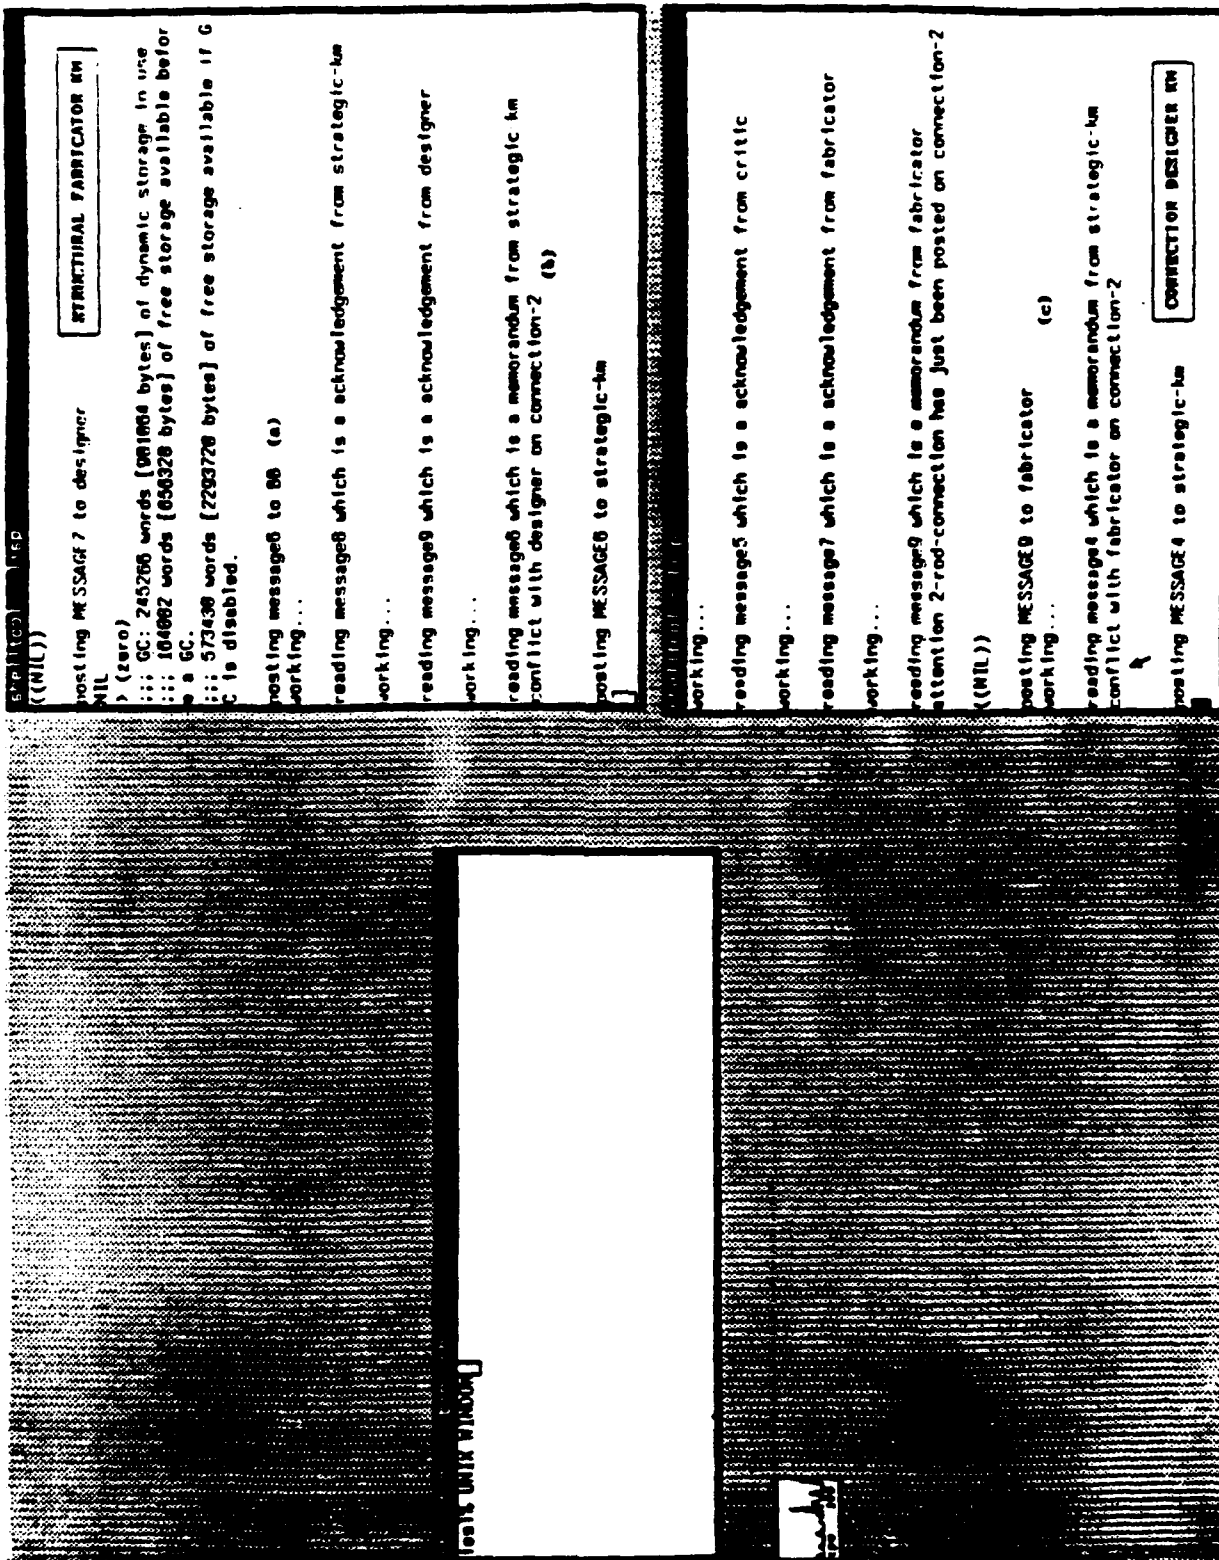 ((NIL))
STRUCTURAL FABRICATOR KM
posting MESSAGE7 to designer
NIL
> (zero)
;;; GC: 245266 words [981064 bytes] of dynamic storage in use
;;; 164082 words [656328 bytes] of free storage available befor
e a GC.
;;; 573430 words [2293720 bytes] of free storage available if G
C is disabled.
posting message6 to BB (a)
working...
reading message8 which is a acknowledgement from strategic-km
working...
reading message9 which is a acknowledgement from designer
working...
reading message6 which is a memorandum from strategic km
conflict with designer on connection-2 (b)
posting MESSAGE6 to strategic-km
working...
reading message5 which is a acknowledgement from critic
working...
reading message7 which is a acknowledgement from fabricator
working...
reading message9 which is a memorandum from fabricator
attention 2-rod-connection has just been posted on connection-2
((NIL))
posting MESSAGE9 to fabricator
working... (c)
reading message4 which is a memorandum from strategic-km
conflict with fabricator on connection-2
CONNECTION DESIGNER KM
posting MESSAGE4 to strategic-km
UNIX WINDOW